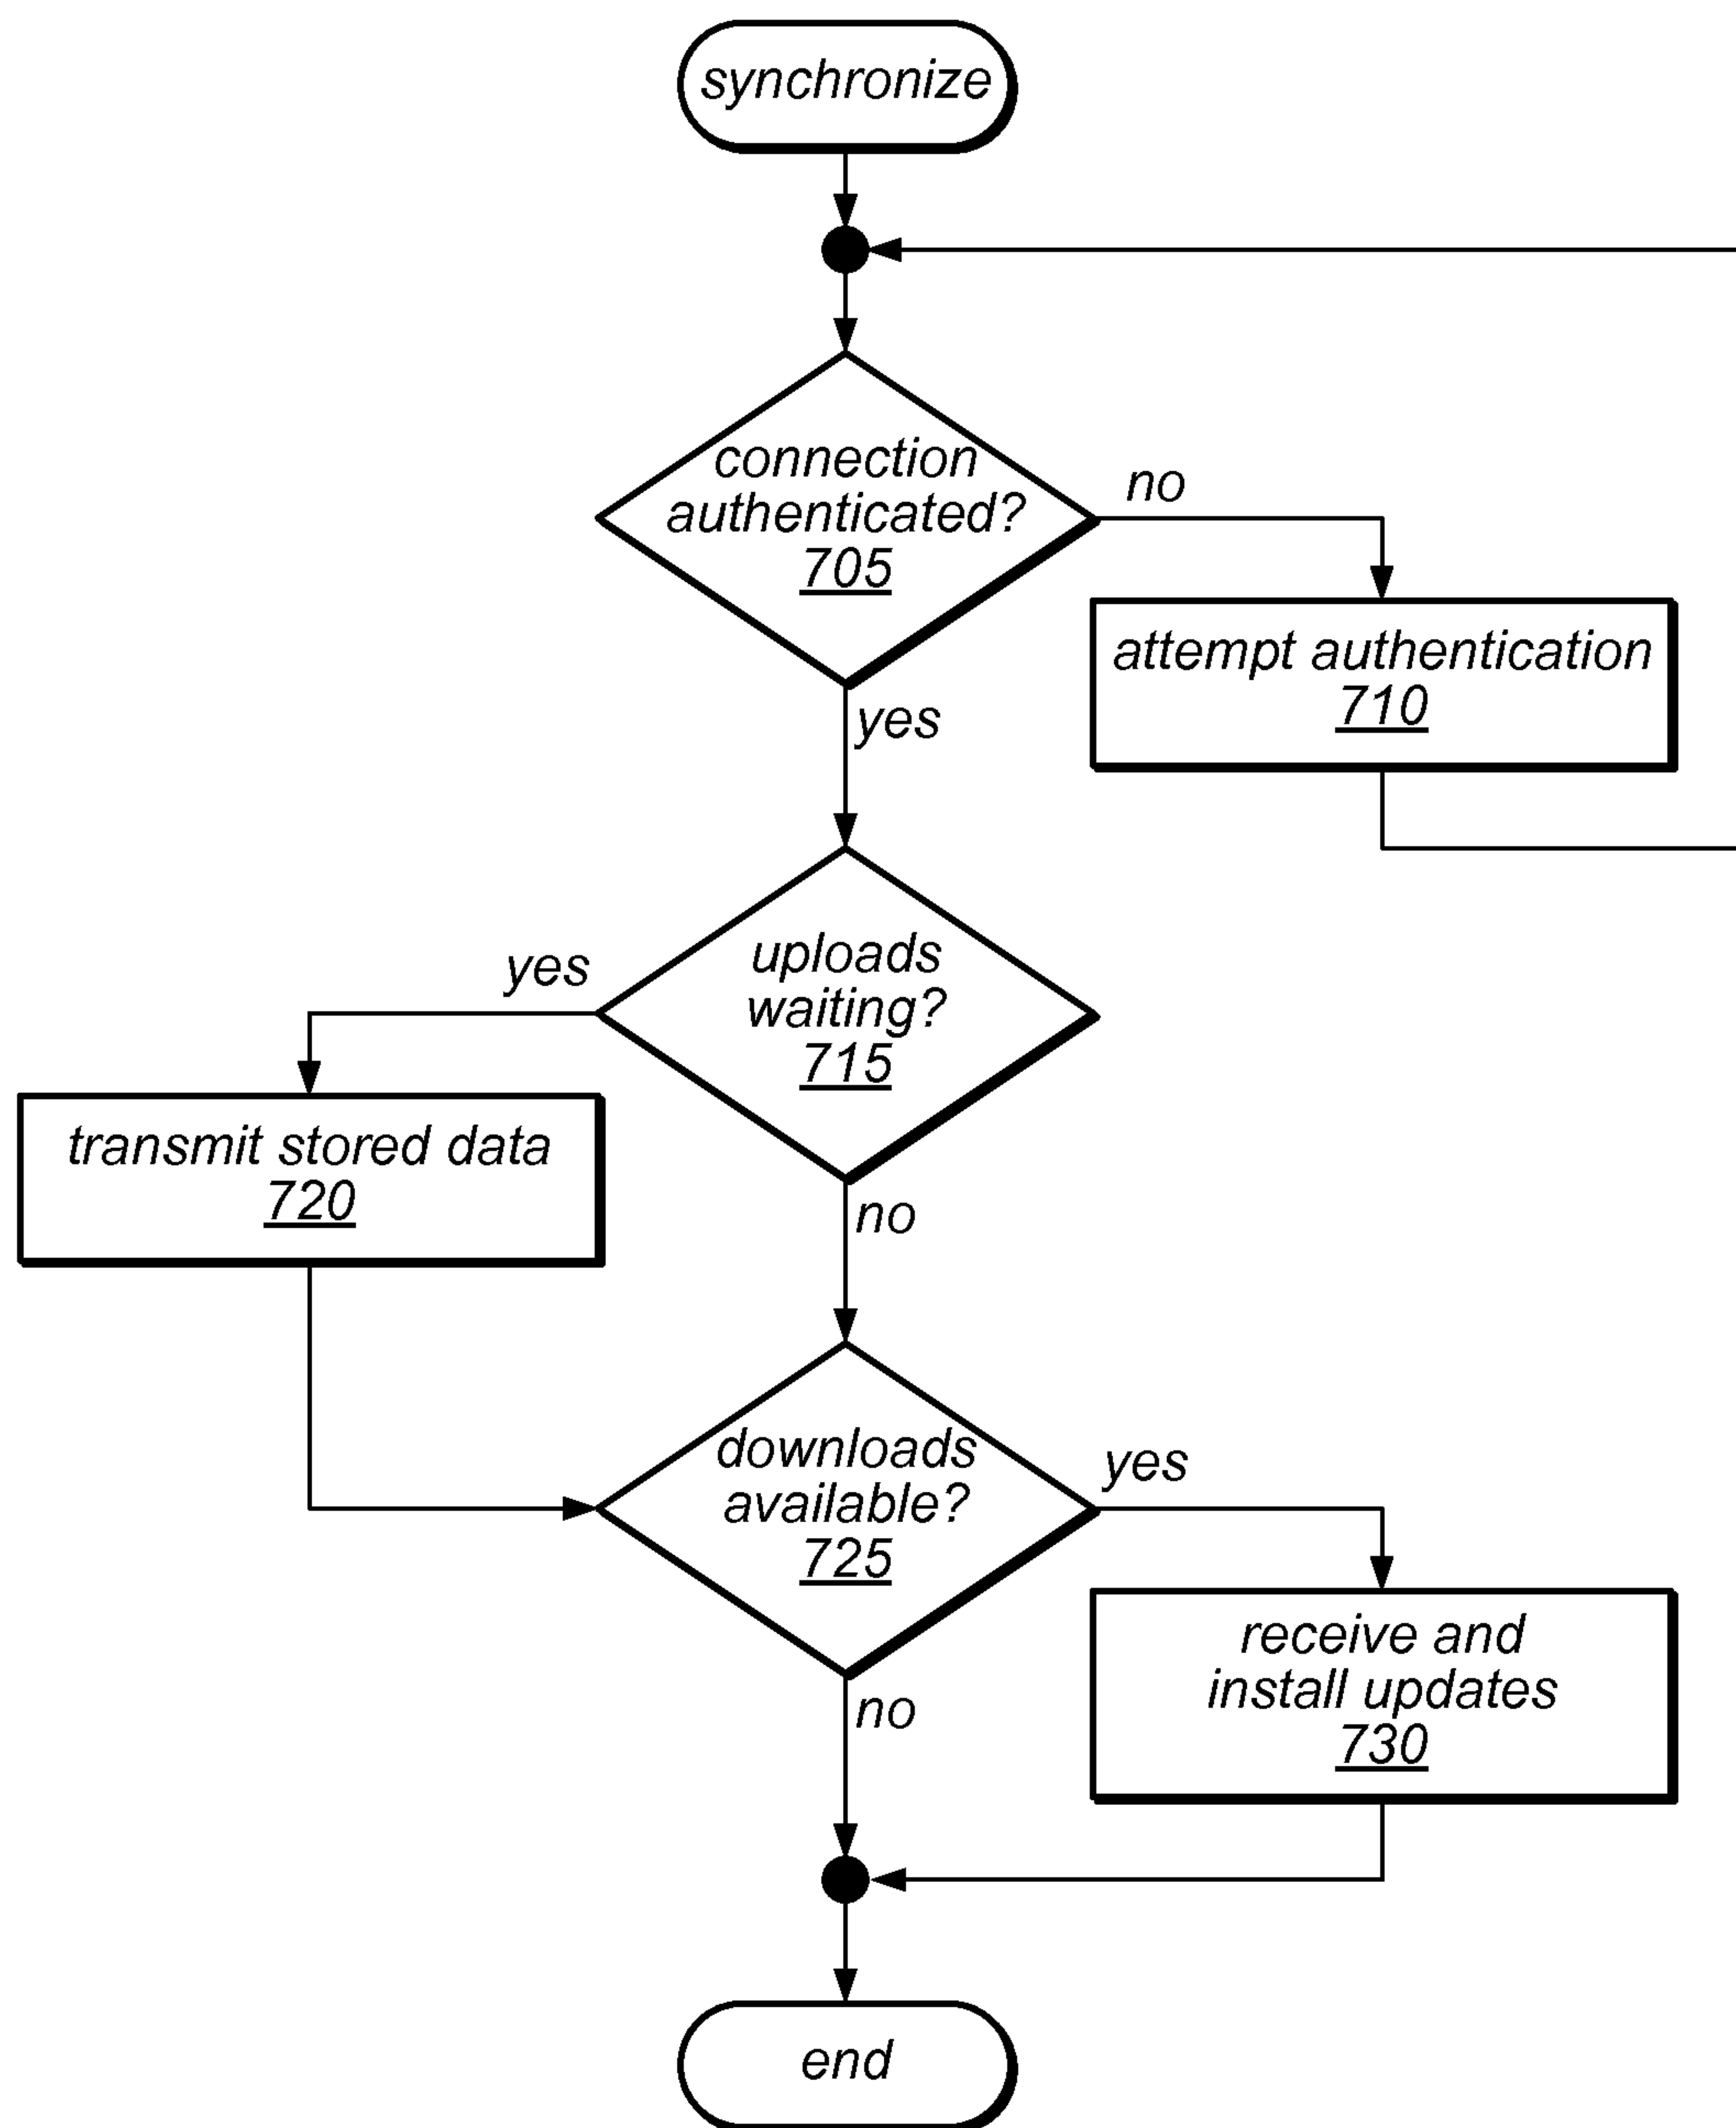 synchronize
connection
authenticated?
705
no
attempt authentication
710
yes
uploads
waiting?
715
yes
transmit stored data
720
no
downloads
available?
725
yes
receive and
install updates
730
no
end